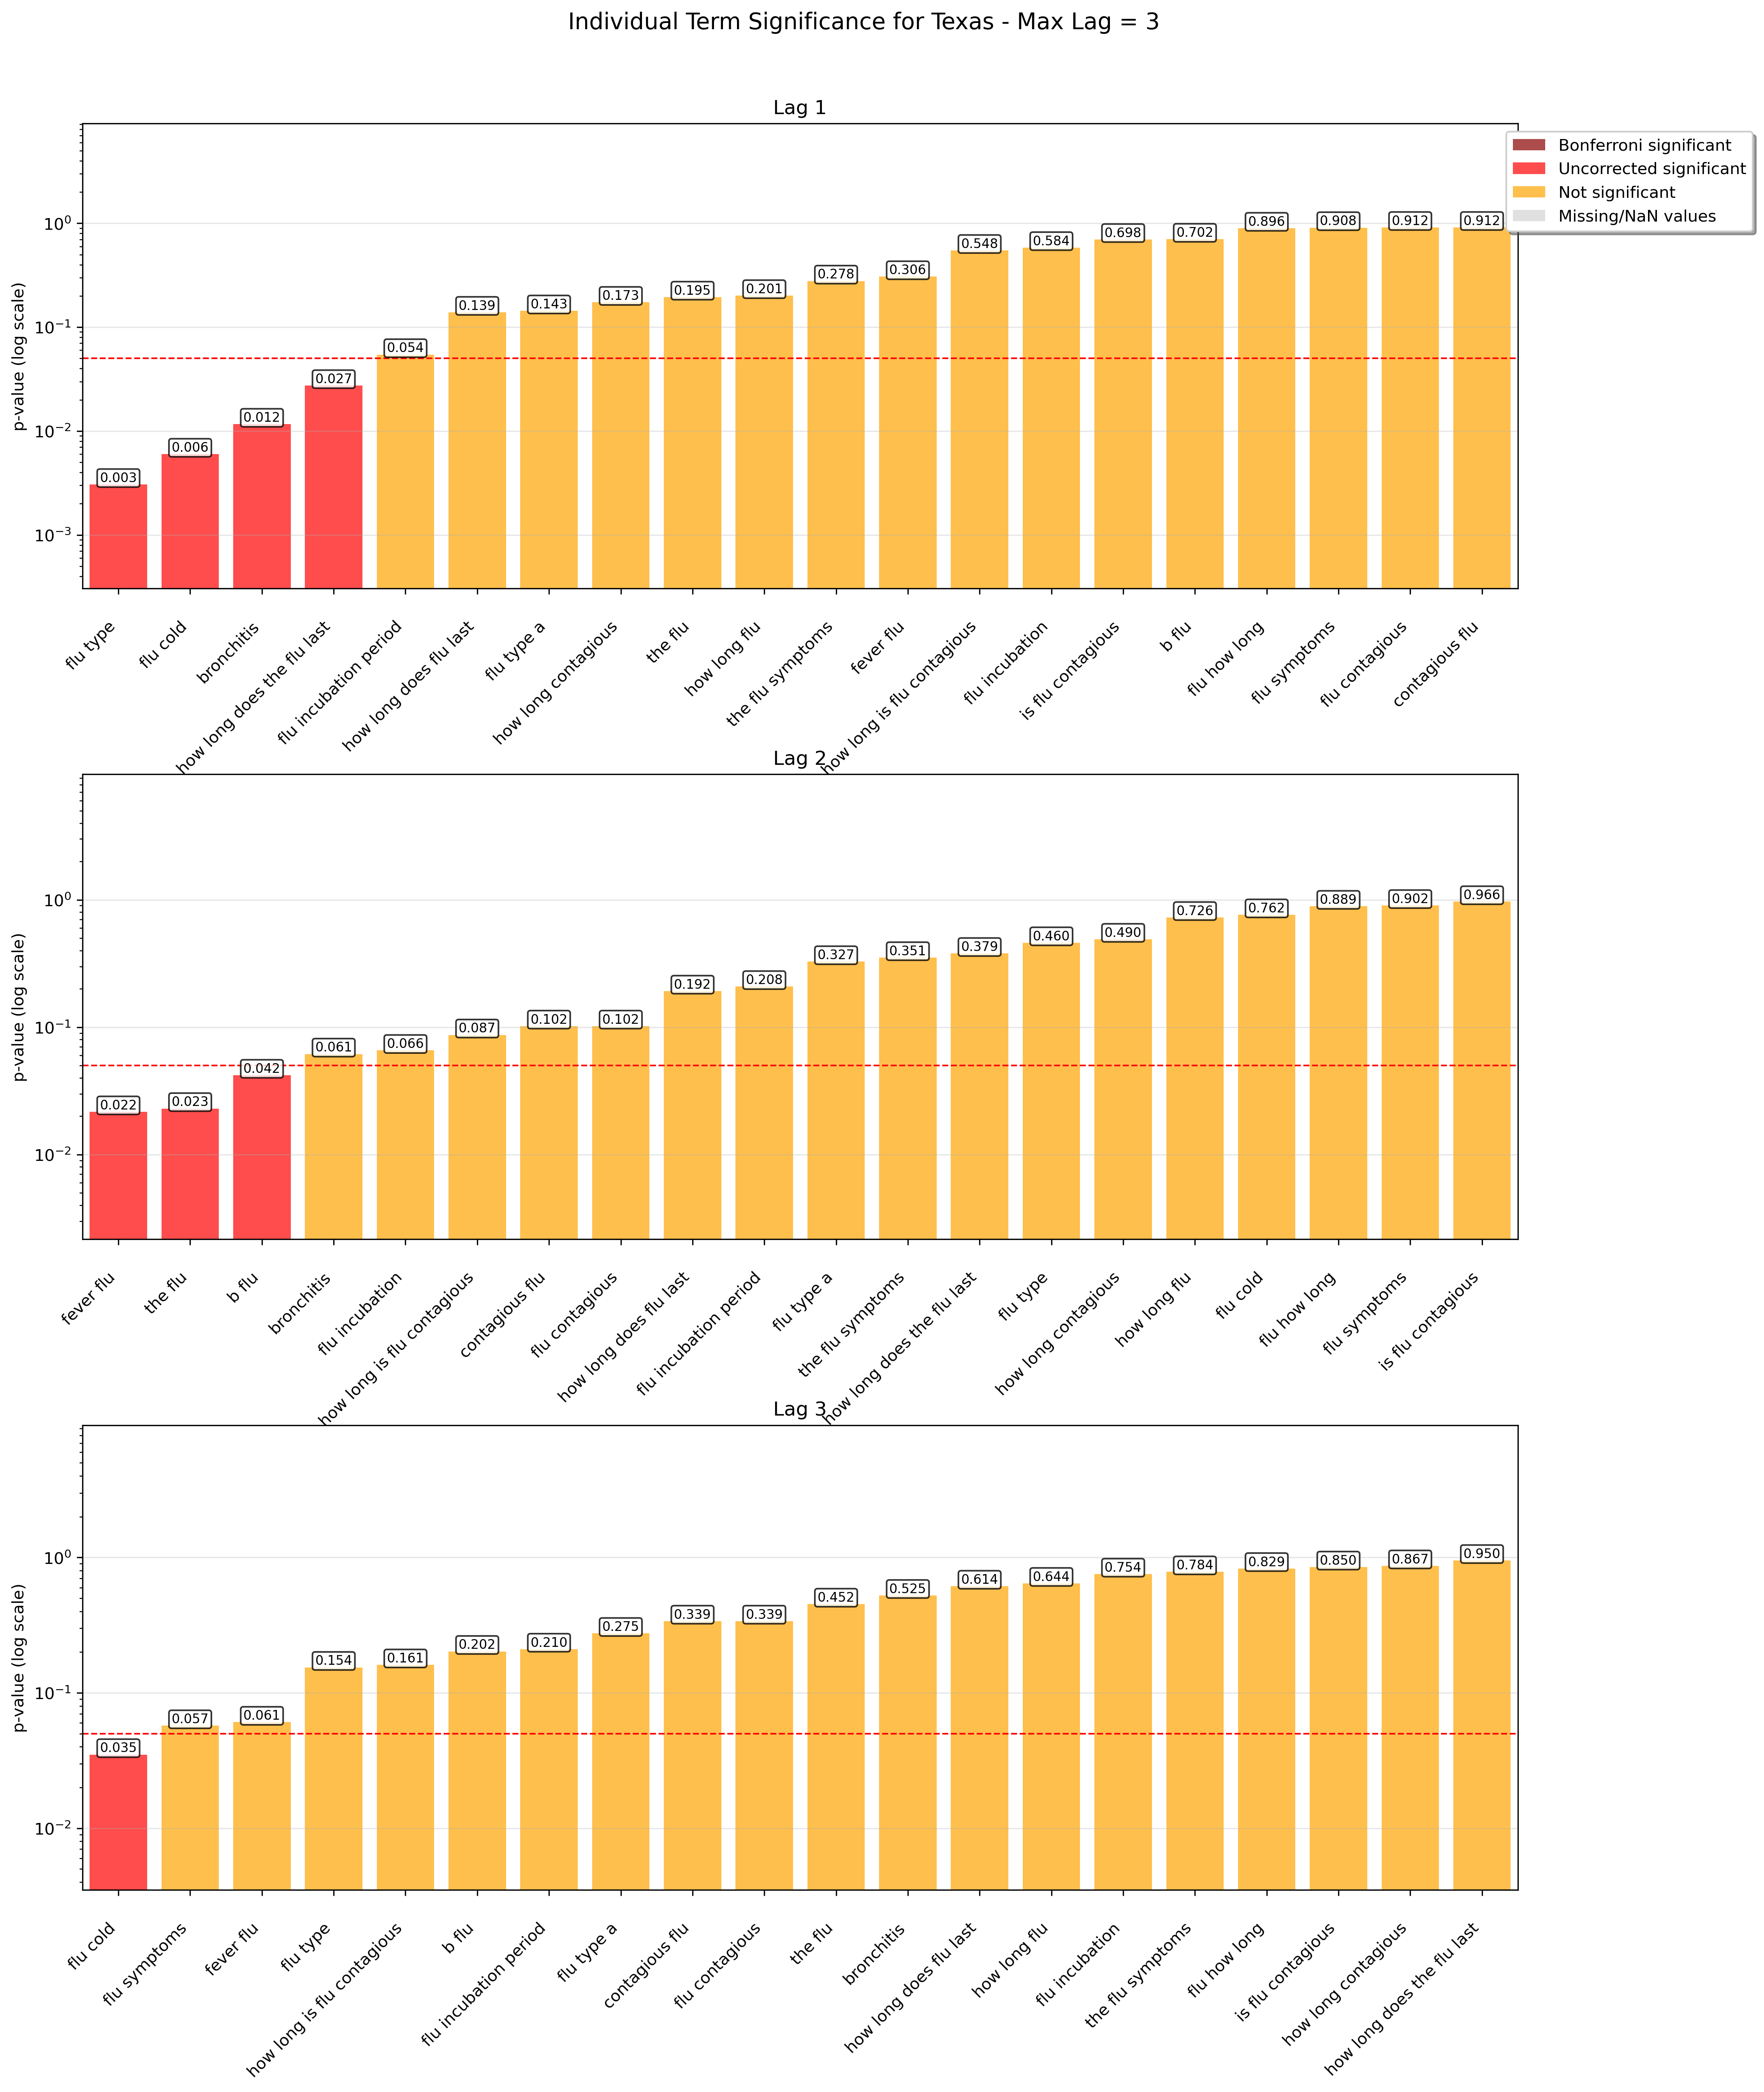 Individual Term Significance for Texas - Max Lag = 3
Lag 1
Bonferroni significant
Uncorrected significant
Not significant
Missing/NaN values
p-value (log scale)
10⁰
10⁻¹
10⁻²
10⁻³
0.003
0.006
0.012
0.027
0.054
0.139
0.143
0.173
0.195
0.201
0.278
0.306
0.548
0.584
0.698
0.702
0.896
0.908
0.912
0.912
flu type
flu cold
bronchitis
how long does the flu last
flu incubation period
how long does flu last
flu type a
how long contagious
the flu
how long flu
the flu symptoms
fever flu
how long is flu contagious
flu incubation
is flu contagious
b flu
flu how long
flu symptoms
flu contagious
contagious flu
Lag 2
p-value (log scale)
10⁰
10⁻¹
10⁻²
0.022
0.023
0.042
0.061
0.066
0.087
0.102
0.102
0.192
0.208
0.327
0.351
0.379
0.460
0.490
0.726
0.762
0.889
0.902
0.966
fever flu
the flu
b flu
bronchitis
flu incubation
how long is flu contagious
contagious flu
flu contagious
how long does flu last
flu incubation period
flu type a
the flu symptoms
how long does the flu last
flu type
how long contagious
how long flu
flu cold
flu how long
flu symptoms
is flu contagious
Lag 3
p-value (log scale)
10⁰
10⁻¹
10⁻²
0.035
0.057
0.061
0.154
0.161
0.202
0.210
0.275
0.339
0.339
0.452
0.525
0.614
0.644
0.754
0.784
0.829
0.850
0.867
0.950
flu cold
flu symptoms
fever flu
flu type
how long is flu contagious
b flu
flu incubation period
flu type a
contagious flu
flu contagious
the flu
bronchitis
how long does flu last
how long flu
flu incubation
the flu symptoms
flu how long
is flu contagious
how long contagious
how long does the flu last